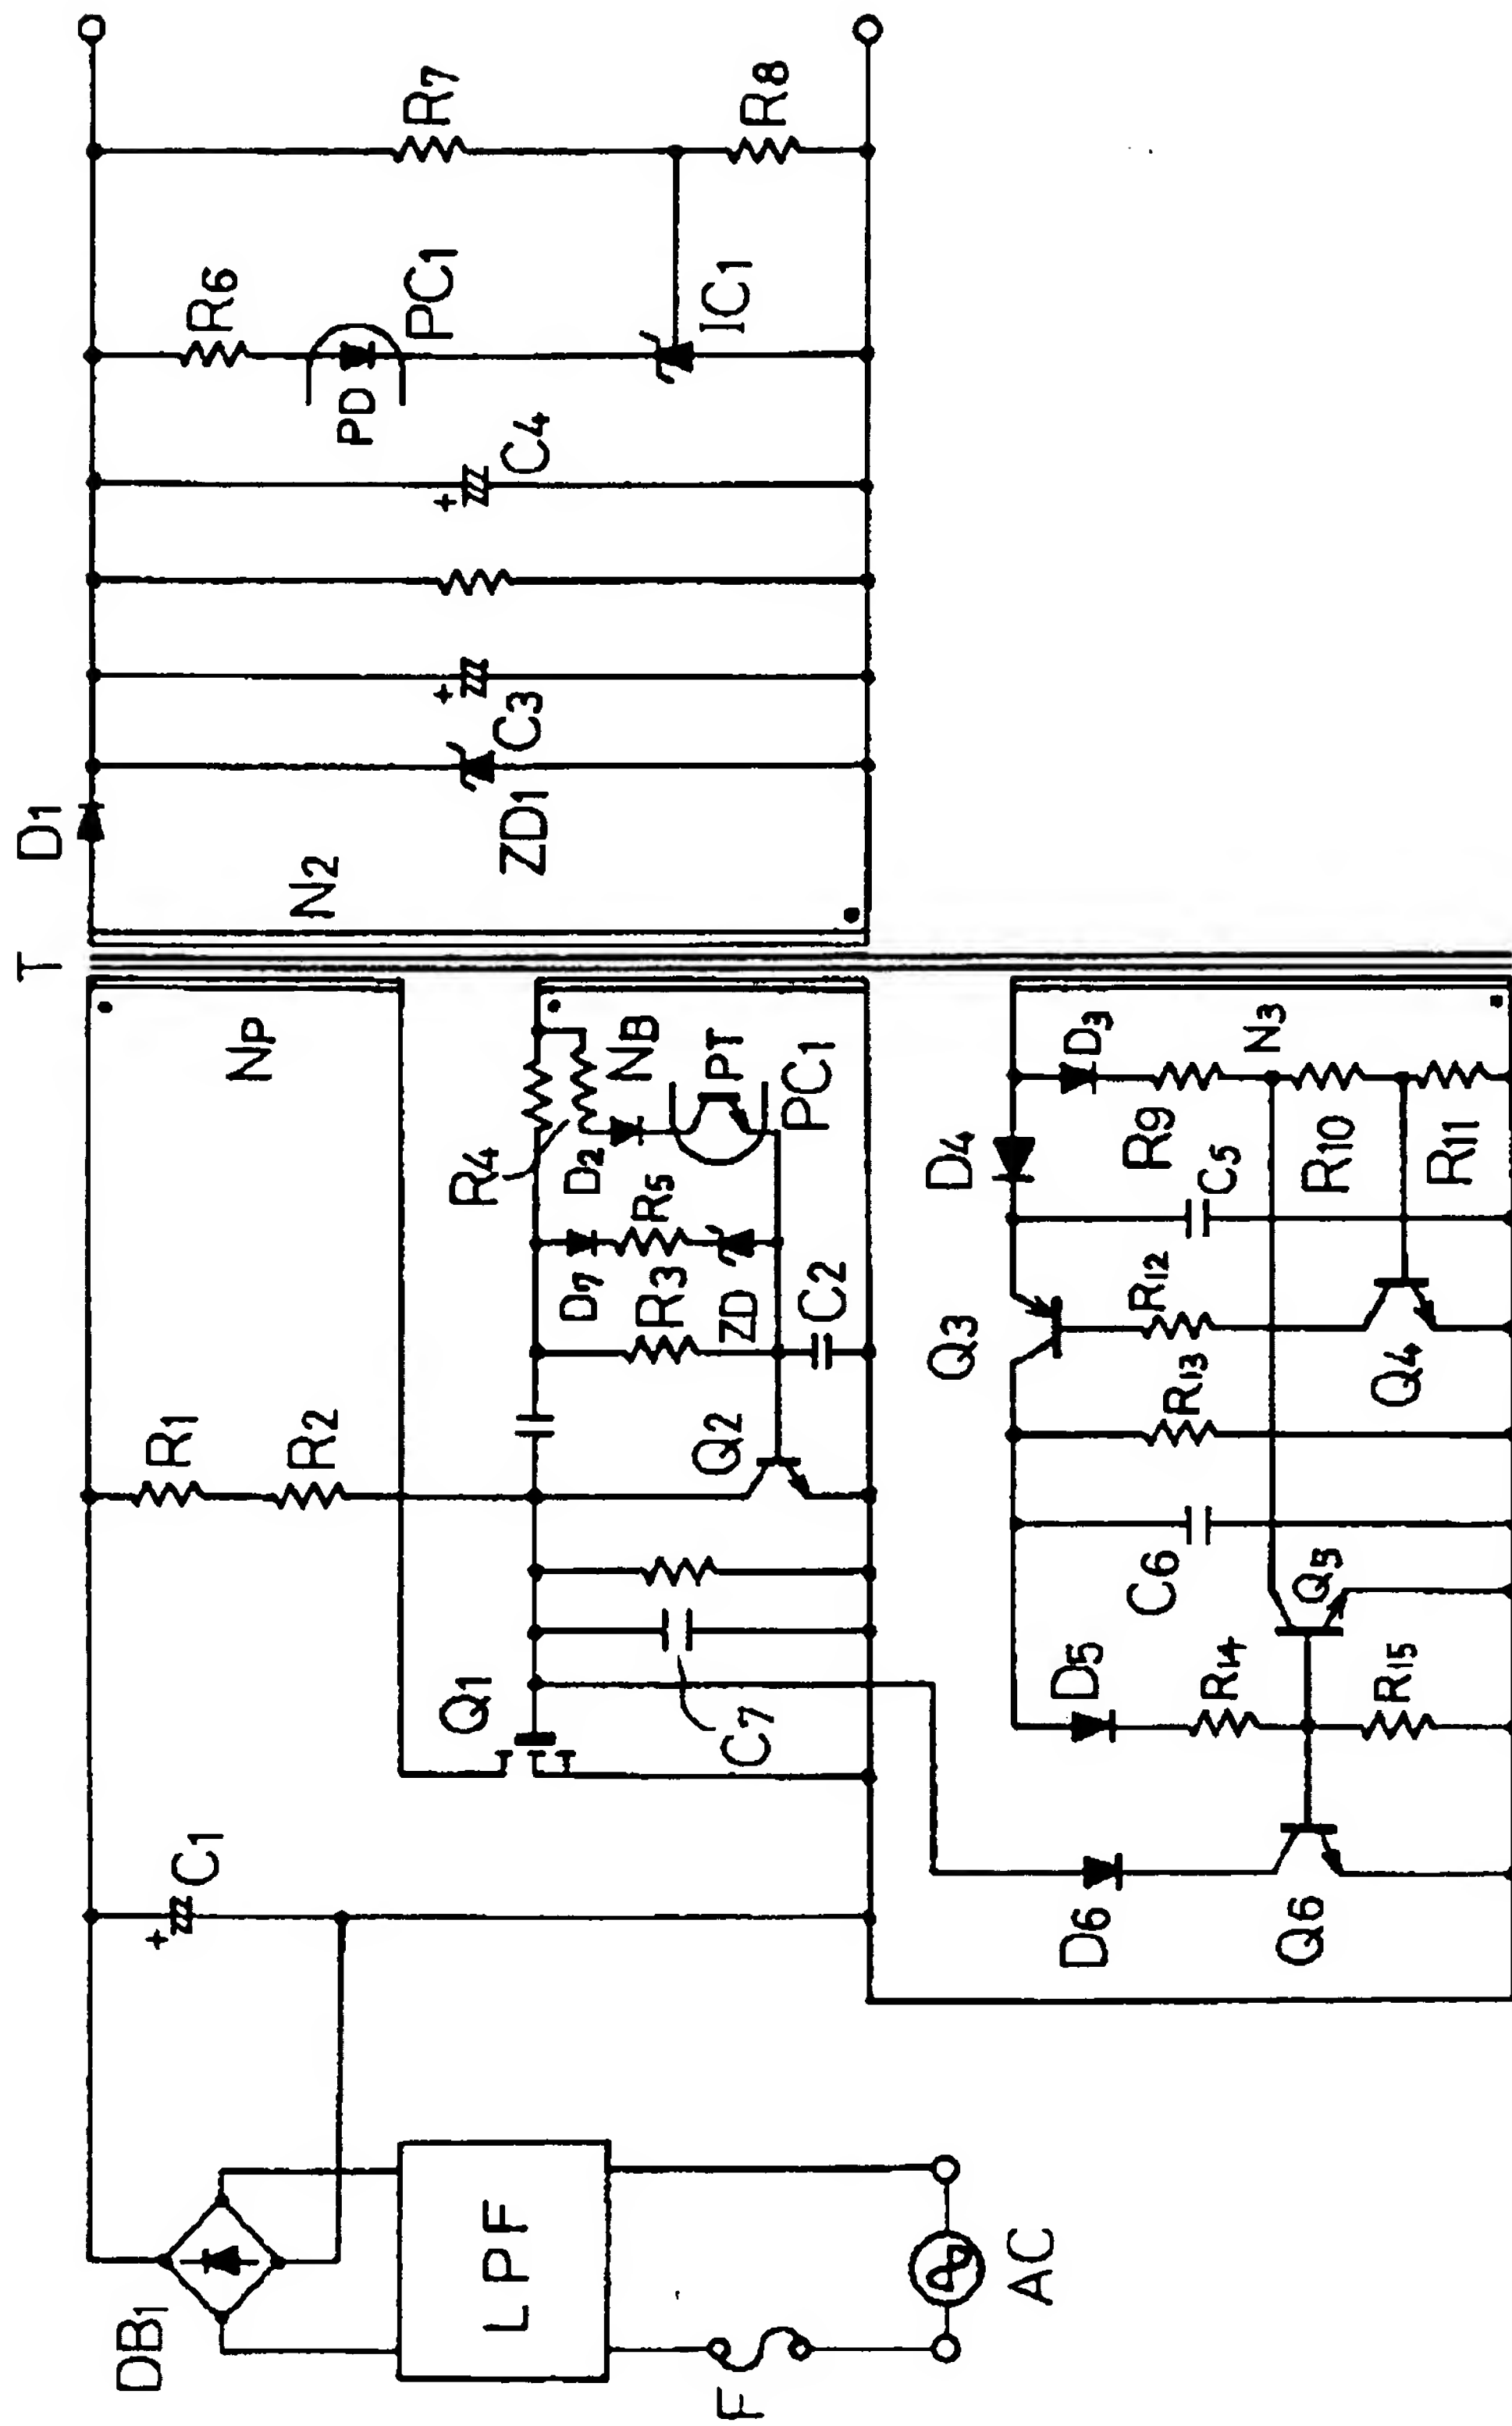 DB1
LPF
F
AC
C1
R1
R2
NP
T
Q1
C7
Q2
R3
R4
D7
R5
ZD
C2
D2
NB
PT
PC1
D1
N2
ZD1
C3
+
+
C4
R6
PD
PC1
IC1
R7
R8
+
D6
Q6
D5
R14
R15
Q5
C6
R13
Q3
R12
Q4
D4
C5
R9
R10
R11
D3
N3